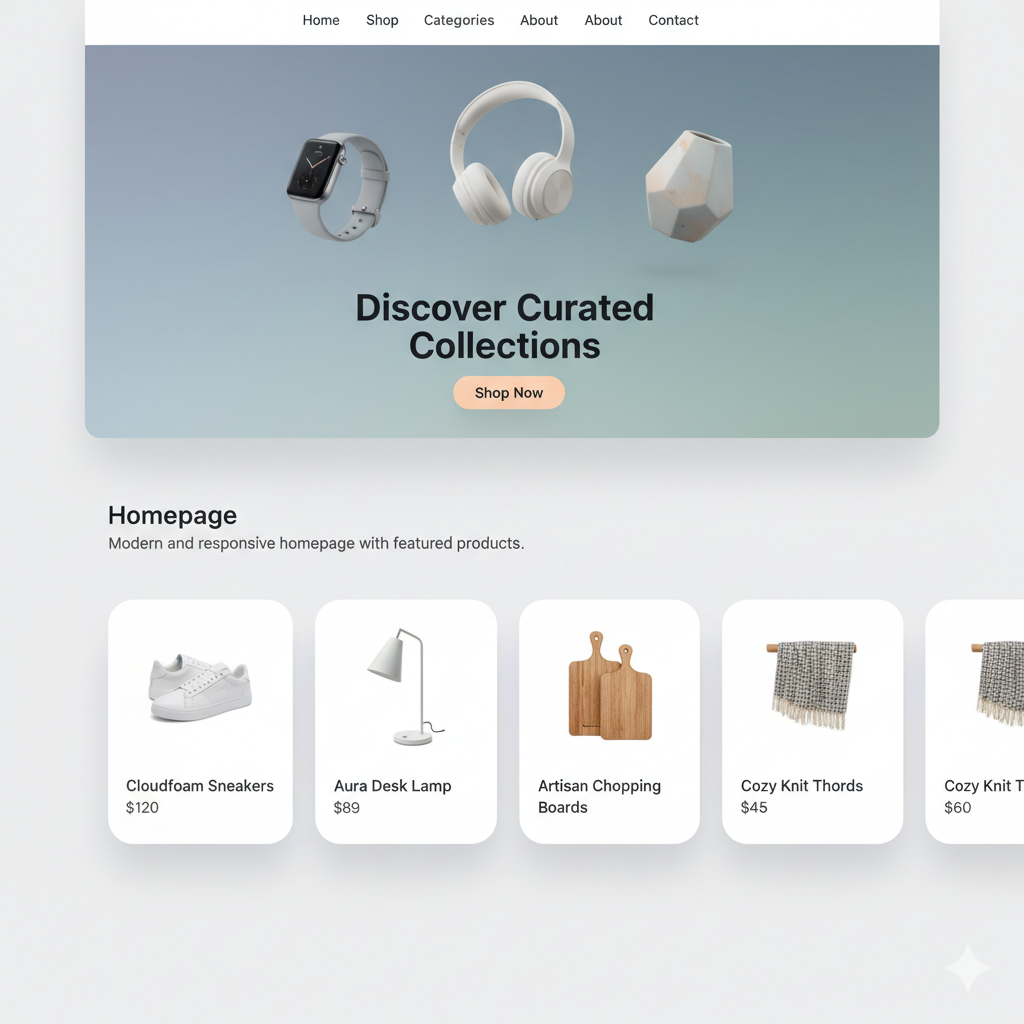 Home Shop Categories About About Contact
Discover Curated
Collections
Shop Now
Homepage
Modern and responsive homepage with featured products.
Cloudfoam Sneakers
$120
Aura Desk Lamp
$89
Artisan Chopping
Boards
Cozy Knit Thords
$45
Cozy Knit T
$60